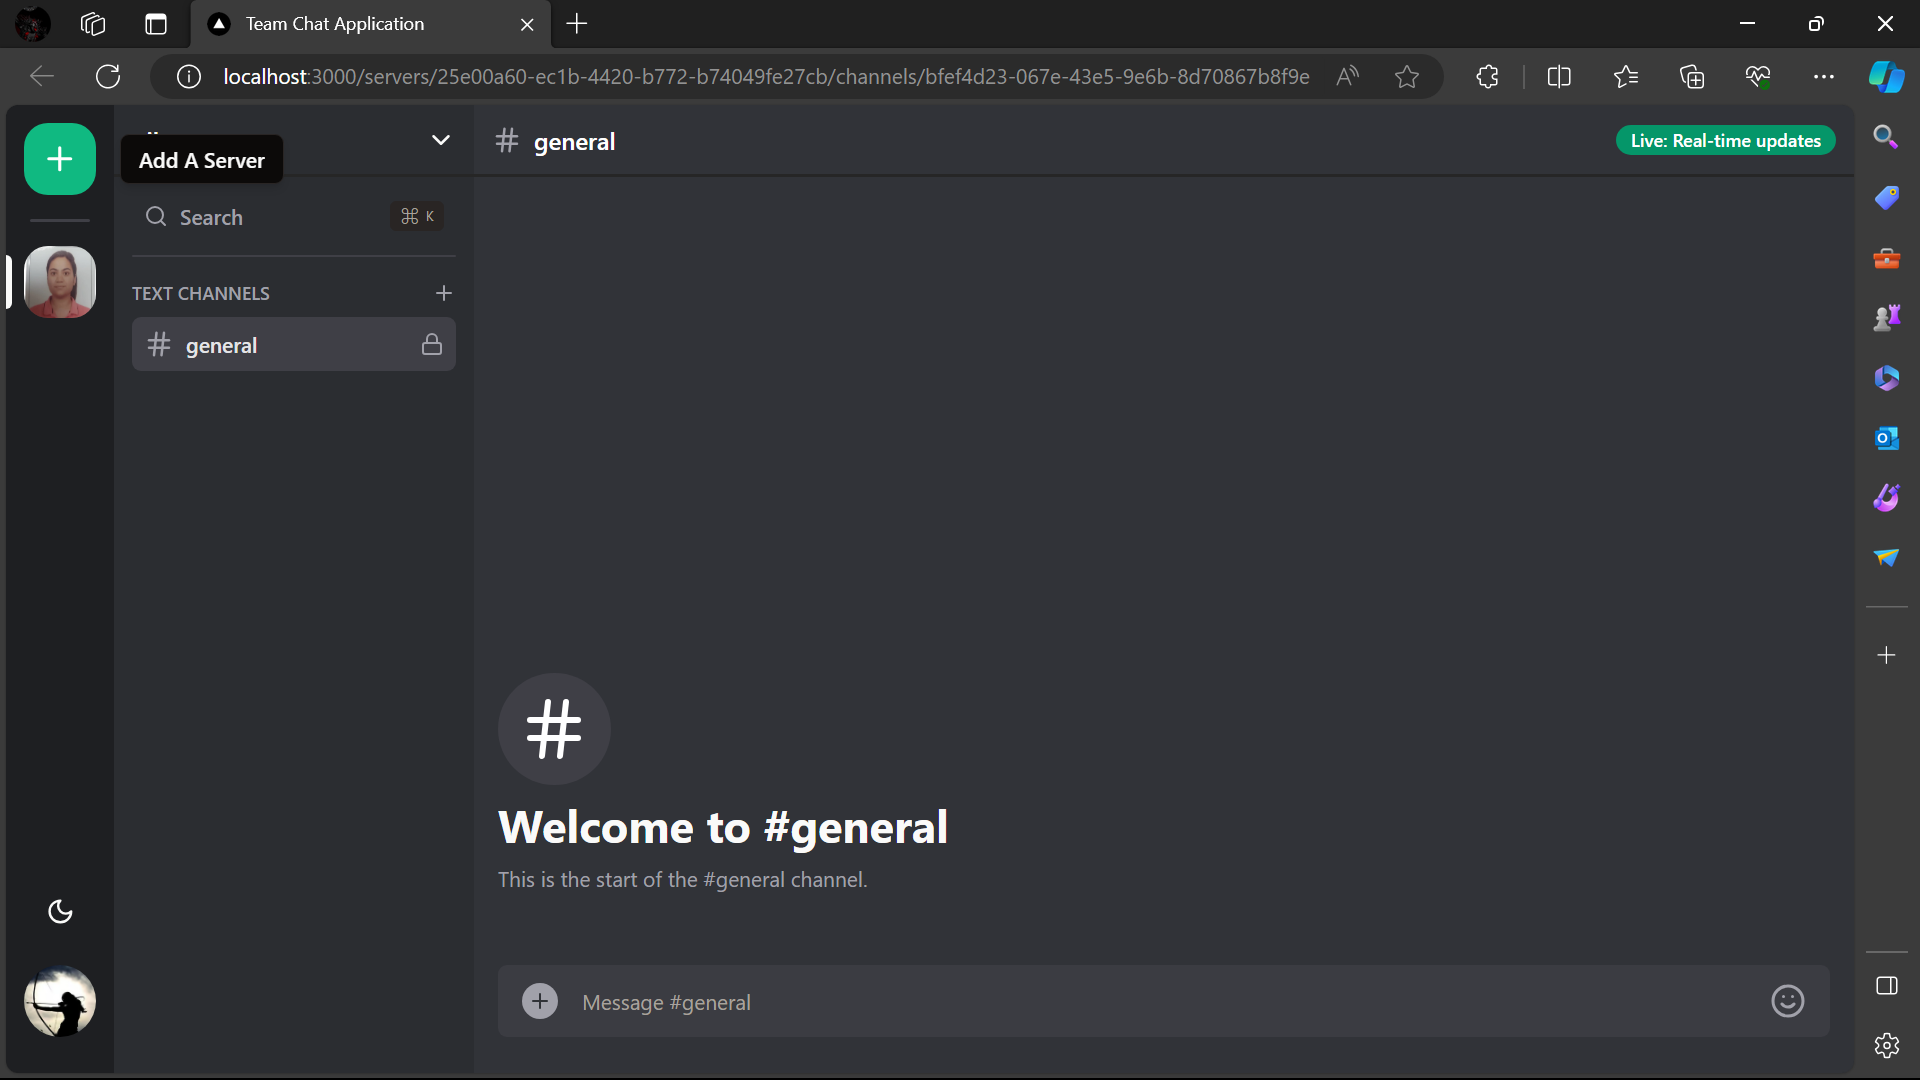 Team Chat Application
localhost:3000/servers/25e00a60-ec1b-4420-b772-b74049fe27cb/channels/bfef4d23-067e-43e5-9e6b-8d70867b8f9e
Add A Server
# general
Live: Real-time updates
Search
⌘ K
TEXT CHANNELS
# general
#
Welcome to #general
This is the start of the #general channel.
Message #general